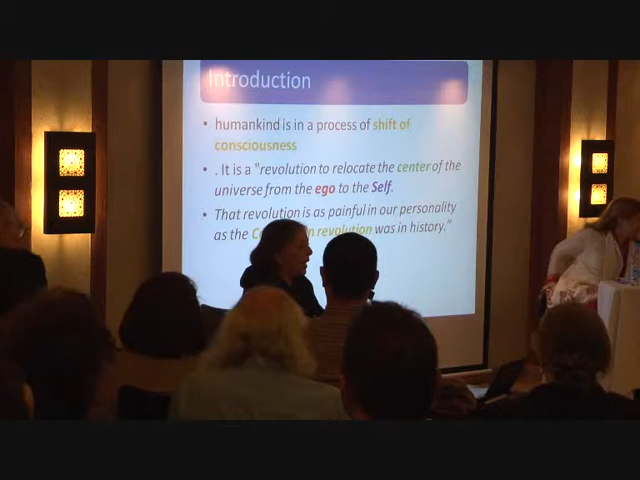 Introduction
• humankind is in a process of shift of
consciousness
• . It is a "revolution to relocate the center of the
universe from the ego to the Self.
• That revolution is as painful in our personality
as the revolution was in history."